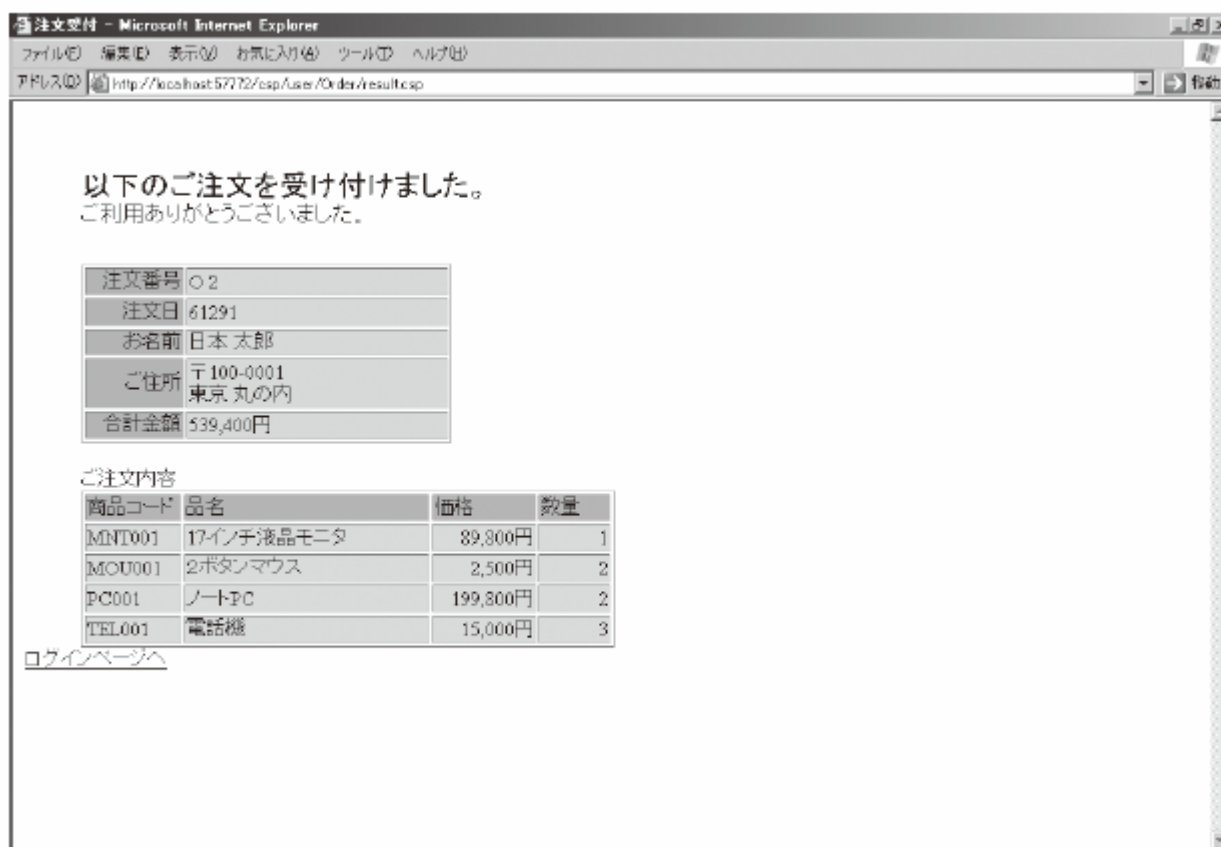 注文受付 - Microsoft Internet Explorer
ファイル(F) 編集(E) 表示(V) お気に入り(A) ツール(T) ヘルプ(H)
アドレス(D) http://localhost:57772/csp/user/Order/result.csp 移動
以下のご注文を受け付けました。
ご利用ありがとうございました。
注文番号 O2
注文日 61291
お名前 日本 太郎
ご住所 〒100-0001
東京 丸の内
合計金額 539,400円
ご注文内容
商品コード 品名 価格 数量
MNT001 17インチ液晶モニタ 89,800円 1
MOU001 2ボタンマウス 2,500円 2
PC001 ノートPC 199,800円 2
TEL001 電話機 15,000円 3
ログインページへ